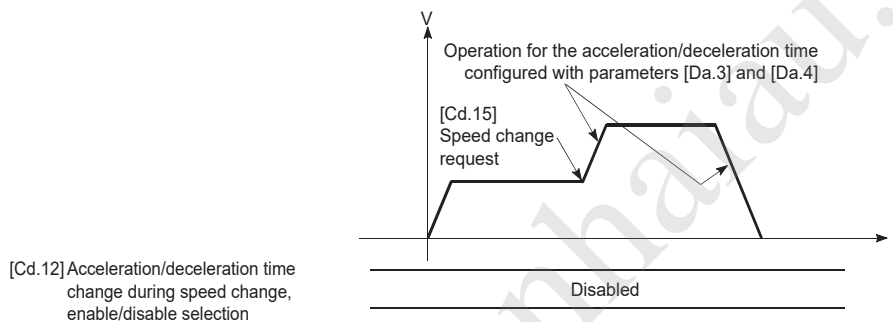 V
Operation for the acceleration/deceleration time
configured with parameters [Da.3] and [Da.4]
[Cd.15]
Speed change
request
[Cd.12] Acceleration/deceleration time
change during speed change,
enable/disable selection
Disabled
nhaiau.